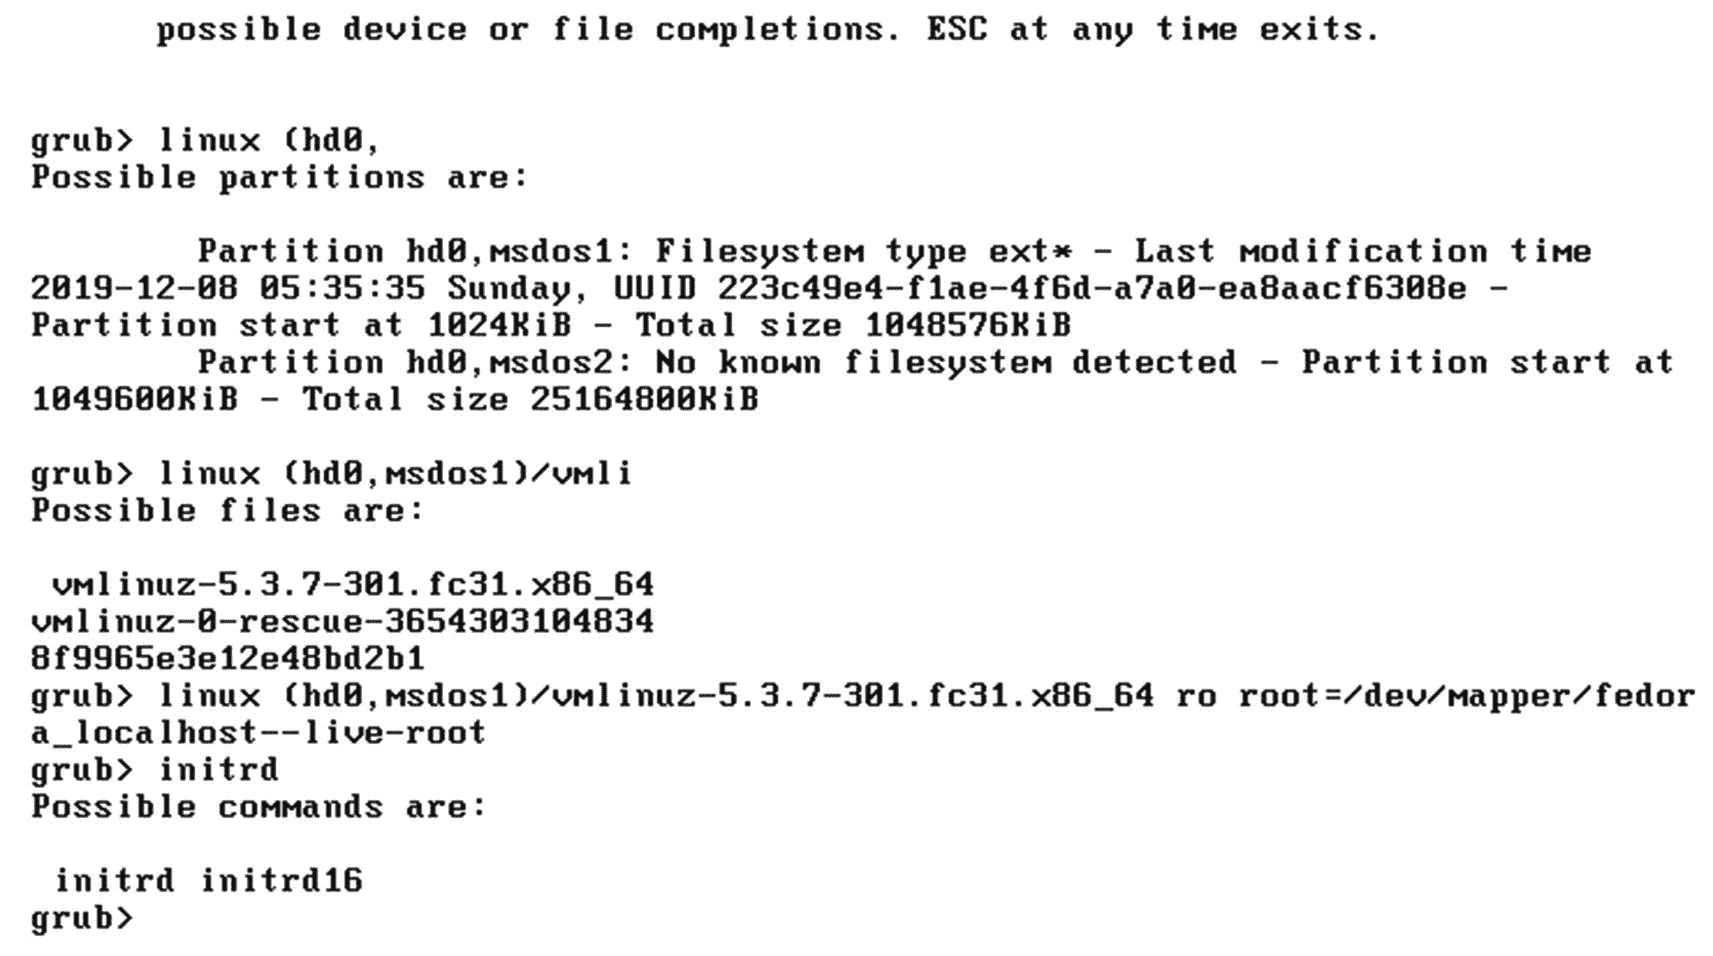 possible device or file completions. ESC at any time exits.
grub> linux (hd0,
Possible partitions are:
Partition hd0,msdos1: Filesystem type ext* - Last modification time
2019-12-08 05:35:35 Sunday, UUID 223c49e4-f1ae-4f6d-a7a0-ea8aacf6308e -
Partition start at 1024KiB - Total size 1048576KiB
Partition hd0,msdos2: No known filesystem detected - Partition start at
1049600KiB - Total size 25164800KiB
grub> linux (hd0,msdos1)/vmli
Possible files are:
vmlinuz-5.3.7-301.fc31.x86_64
vmlinuz-0-rescue-3654303104834
8f9965e3e12e48bd2b1
grub> linux (hd0,msdos1)/vmlinuz-5.3.7-301.fc31.x86_64 ro root=/dev/mapper/fedor
a_localhost--live-root
grub> initrd
Possible commands are:
initrd initrd16
grub>